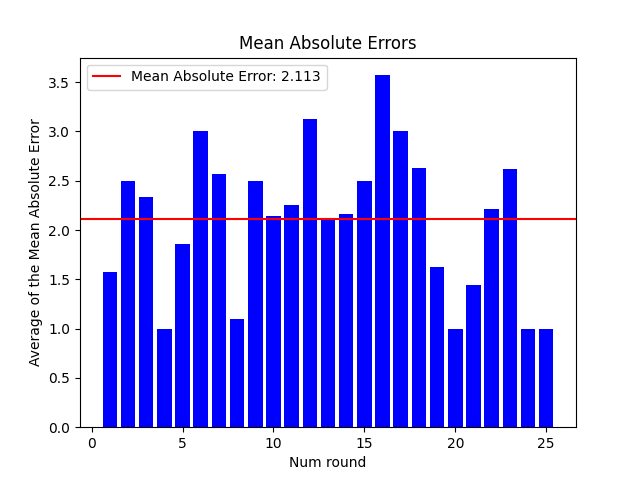 Mean Absolute Errors
Mean Absolute Error: 2.113
Average of the Mean Absolute Error
3.5
3.0
2.5
2.0
1.5
1.0
0.5
0.0
0 5 10 15 20 25
Num round